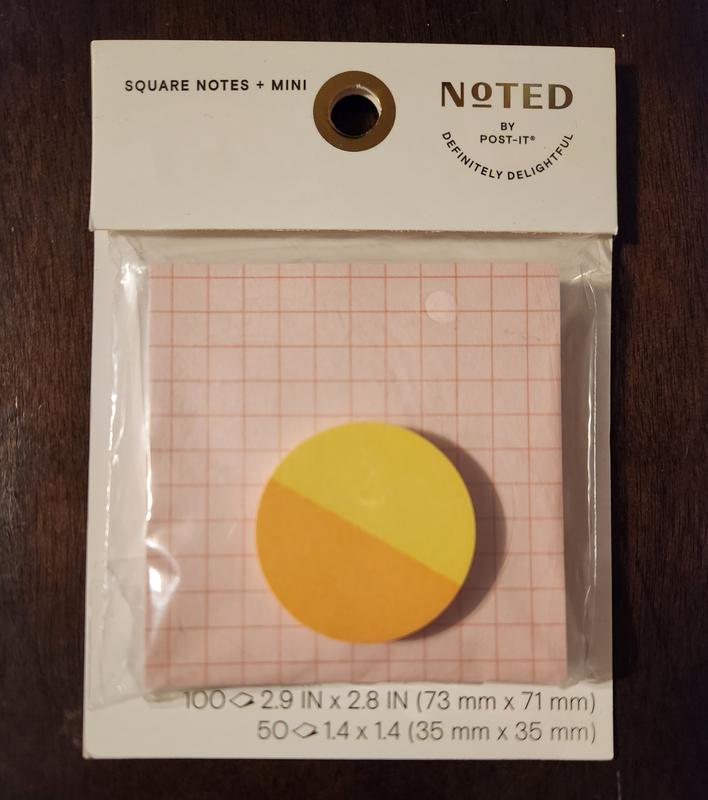 SQUARE NOTES + MINI
NOTED
BY
POST-IT®
DEFINITELY DELIGHTFUL
100 2.9 IN x 2.8 IN (73 mm x 71 mm)
50 1.4 x 1.4 (35 mm x 35 mm)